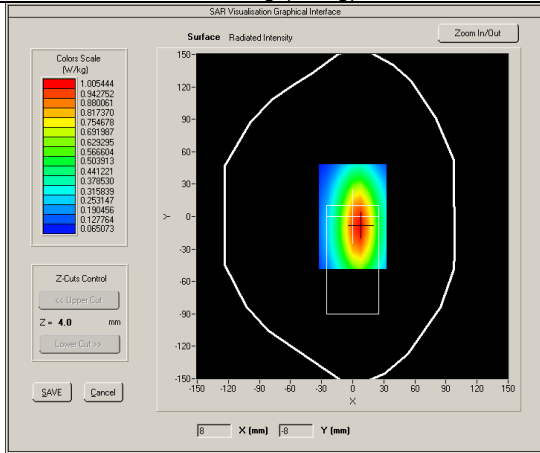 SAR Visualisation Graphical Interface
Surface Radiated Intensity
Zoom In/Out
Colors Scale
(W/kg)
1.005444
0.942752
0.880061
0.817370
0.754678
0.691987
0.629295
0.566604
0.503913
0.441221
0.378530
0.315839
0.253147
0.190456
0.127764
0.065073
Z-Cuts Control
<< Upper Cut
Z = 4.0 mm
Lower Cut >>
SAVE Cancel
150
120
90
60
30
Y 0
-30
-60
-90
-120
-150
-150 -120 -90 -60 -30 0 30 60 90 120 150
X
8 X (mm) -8 Y (mm)